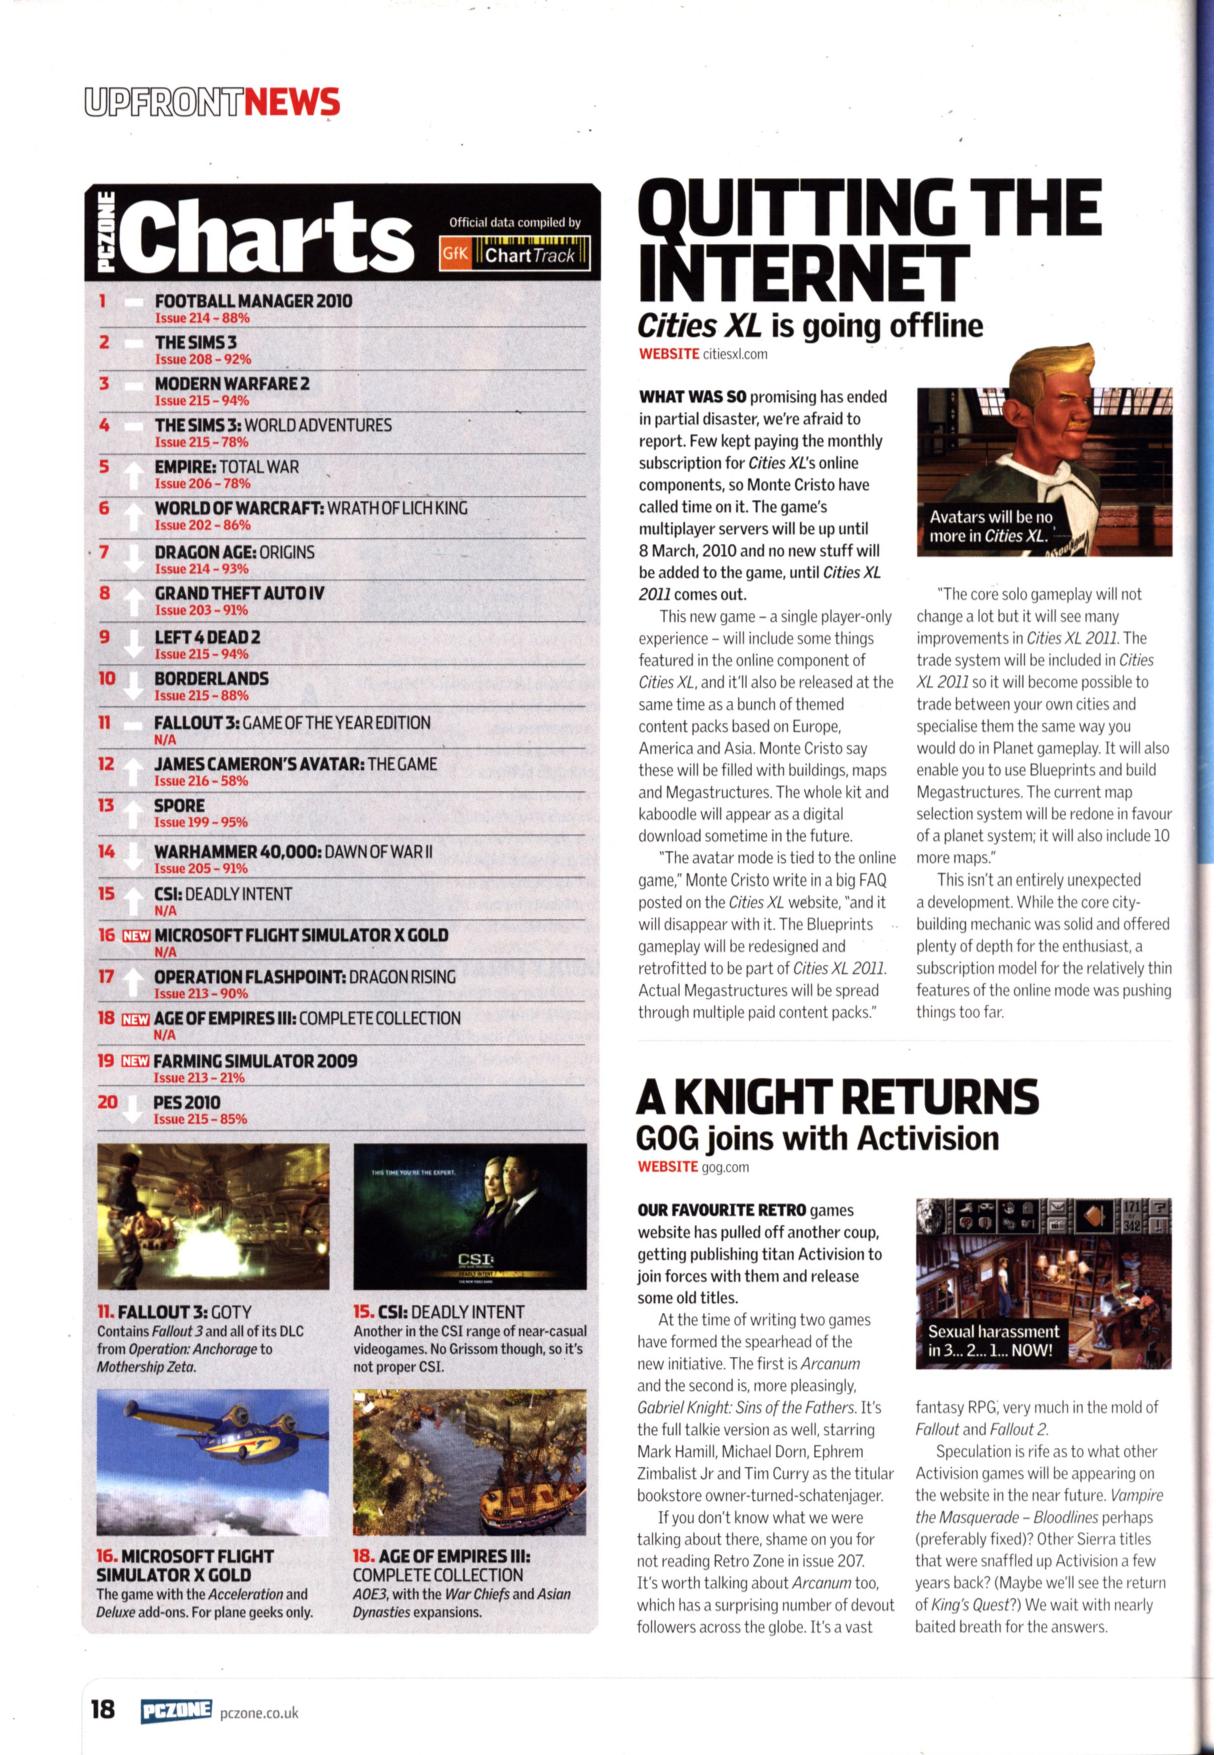 UPFRONTNEWS
PCZONE
Charts
Official data compiled by
GfK ChartTrack
1 FOOTBALL MANAGER 2010
Issue 214 – 88%
2 THE SIMS 3
Issue 208 – 92%
3 MODERN WARFARE 2
Issue 215 – 94%
4 THE SIMS 3: WORLD ADVENTURES
Issue 215 – 78%
5 EMPIRE: TOTAL WAR
Issue 206 – 78%
6 WORLD OF WARCRAFT: WRATH OF LICH KING
Issue 202 – 86%
7 DRAGON AGE: ORIGINS
Issue 214 – 93%
8 GRAND THEFT AUTO IV
Issue 203 – 91%
9 LEFT 4 DEAD 2
Issue 215 – 94%
10 BORDERLANDS
Issue 215 – 88%
11 FALLOUT 3: GAME OF THE YEAR EDITION
N/A
12 JAMES CAMERON'S AVATAR: THE GAME
Issue 216 – 58%
13 SPORE
Issue 199 – 95%
14 WARHAMMER 40,000: DAWN OF WAR II
Issue 205 – 91%
15 CSI: DEADLY INTENT
N/A
16 NEW MICROSOFT FLIGHT SIMULATOR X GOLD
N/A
17 OPERATION FLASHPOINT: DRAGON RISING
Issue 213 – 90%
18 NEW AGE OF EMPIRES III: COMPLETE COLLECTION
N/A
19 NEW FARMING SIMULATOR 2009
Issue 213 – 21%
20 PES 2010
Issue 215 – 85%
11. FALLOUT 3: GOTY
Contains Fallout 3 and all of its DLC
from Operation: Anchorage to
Mothership Zeta.
THIS TIME YOU'RE THE EXPERT.
CSI:
DEADLY INTENT
15. CSI: DEADLY INTENT
Another in the CSI range of near-casual
videogames. No Grissom though, so it's
not proper CSI.
16. MICROSOFT FLIGHT
SIMULATOR X GOLD
The game with the Acceleration and
Deluxe add-ons. For plane geeks only.
18. AGE OF EMPIRES III:
COMPLETE COLLECTION
AOE3, with the War Chiefs and Asian
Dynasties expansions.
QUITTING THE
INTERNET
Cities XL is going offline
WEBSITE citiesxl.com
WHAT WAS SO promising has ended
in partial disaster, we're afraid to
report. Few kept paying the monthly
subscription for Cities XL's online
components, so Monte Cristo have
called time on it. The game's
multiplayer servers will be up until
8 March, 2010 and no new stuff will
be added to the game, until Cities XL
2011 comes out.
This new game – a single player-only
experience – will include some things
featured in the online component of
Cities XL, and it'll also be released at the
same time as a bunch of themed
content packs based on Europe,
America and Asia. Monte Cristo say
these will be filled with buildings, maps
and Megastructures. The whole kit and
kaboodle will appear as a digital
download sometime in the future.
"The avatar mode is tied to the online
game," Monte Cristo write in a big FAQ
posted on the Cities XL website, "and it
will disappear with it. The Blueprints
gameplay will be redesigned and
retrofitted to be part of Cities XL 2011.
Actual Megastructures will be spread
through multiple paid content packs."
Avatars will be no
more in Cities XL.
"The core solo gameplay will not
change a lot but it will see many
improvements in Cities XL 2011. The
trade system will be included in Cities
XL 2011 so it will become possible to
trade between your own cities and
specialise them the same way you
would do in Planet gameplay. It will also
enable you to use Blueprints and build
Megastructures. The current map
selection system will be redone in favour
of a planet system; it will also include 10
more maps."
This isn't an entirely unexpected
a development. While the core city-
building mechanic was solid and offered
plenty of depth for the enthusiast, a
subscription model for the relatively thin
features of the online mode was pushing
things too far.
A KNIGHT RETURNS
GOG joins with Activision
WEBSITE gog.com
OUR FAVOURITE RETRO games
website has pulled off another coup,
getting publishing titan Activision to
join forces with them and release
some old titles.
At the time of writing two games
have formed the spearhead of the
new initiative. The first is Arcanum
and the second is, more pleasingly,
Gabriel Knight: Sins of the Fathers. It's
the full talkie version as well, starring
Mark Hamill, Michael Dorn, Ephrem
Zimbalist Jr and Tim Curry as the titular
bookstore owner-turned-schatenjager.
If you don't know what we were
talking about there, shame on you for
not reading Retro Zone in issue 207.
It's worth talking about Arcanum too,
which has a surprising number of devout
followers across the globe. It's a vast
171
342
Sexual harassment
in 3... 2... 1... NOW!
fantasy RPG, very much in the mold of
Fallout and Fallout 2.
Speculation is rife as to what other
Activision games will be appearing on
the website in the near future. Vampire
the Masquerade – Bloodlines perhaps
(preferably fixed)? Other Sierra titles
that were snaffled up Activision a few
years back? (Maybe we'll see the return
of King's Quest?) We wait with nearly
baited breath for the answers.
18 PCZONE pczone.co.uk